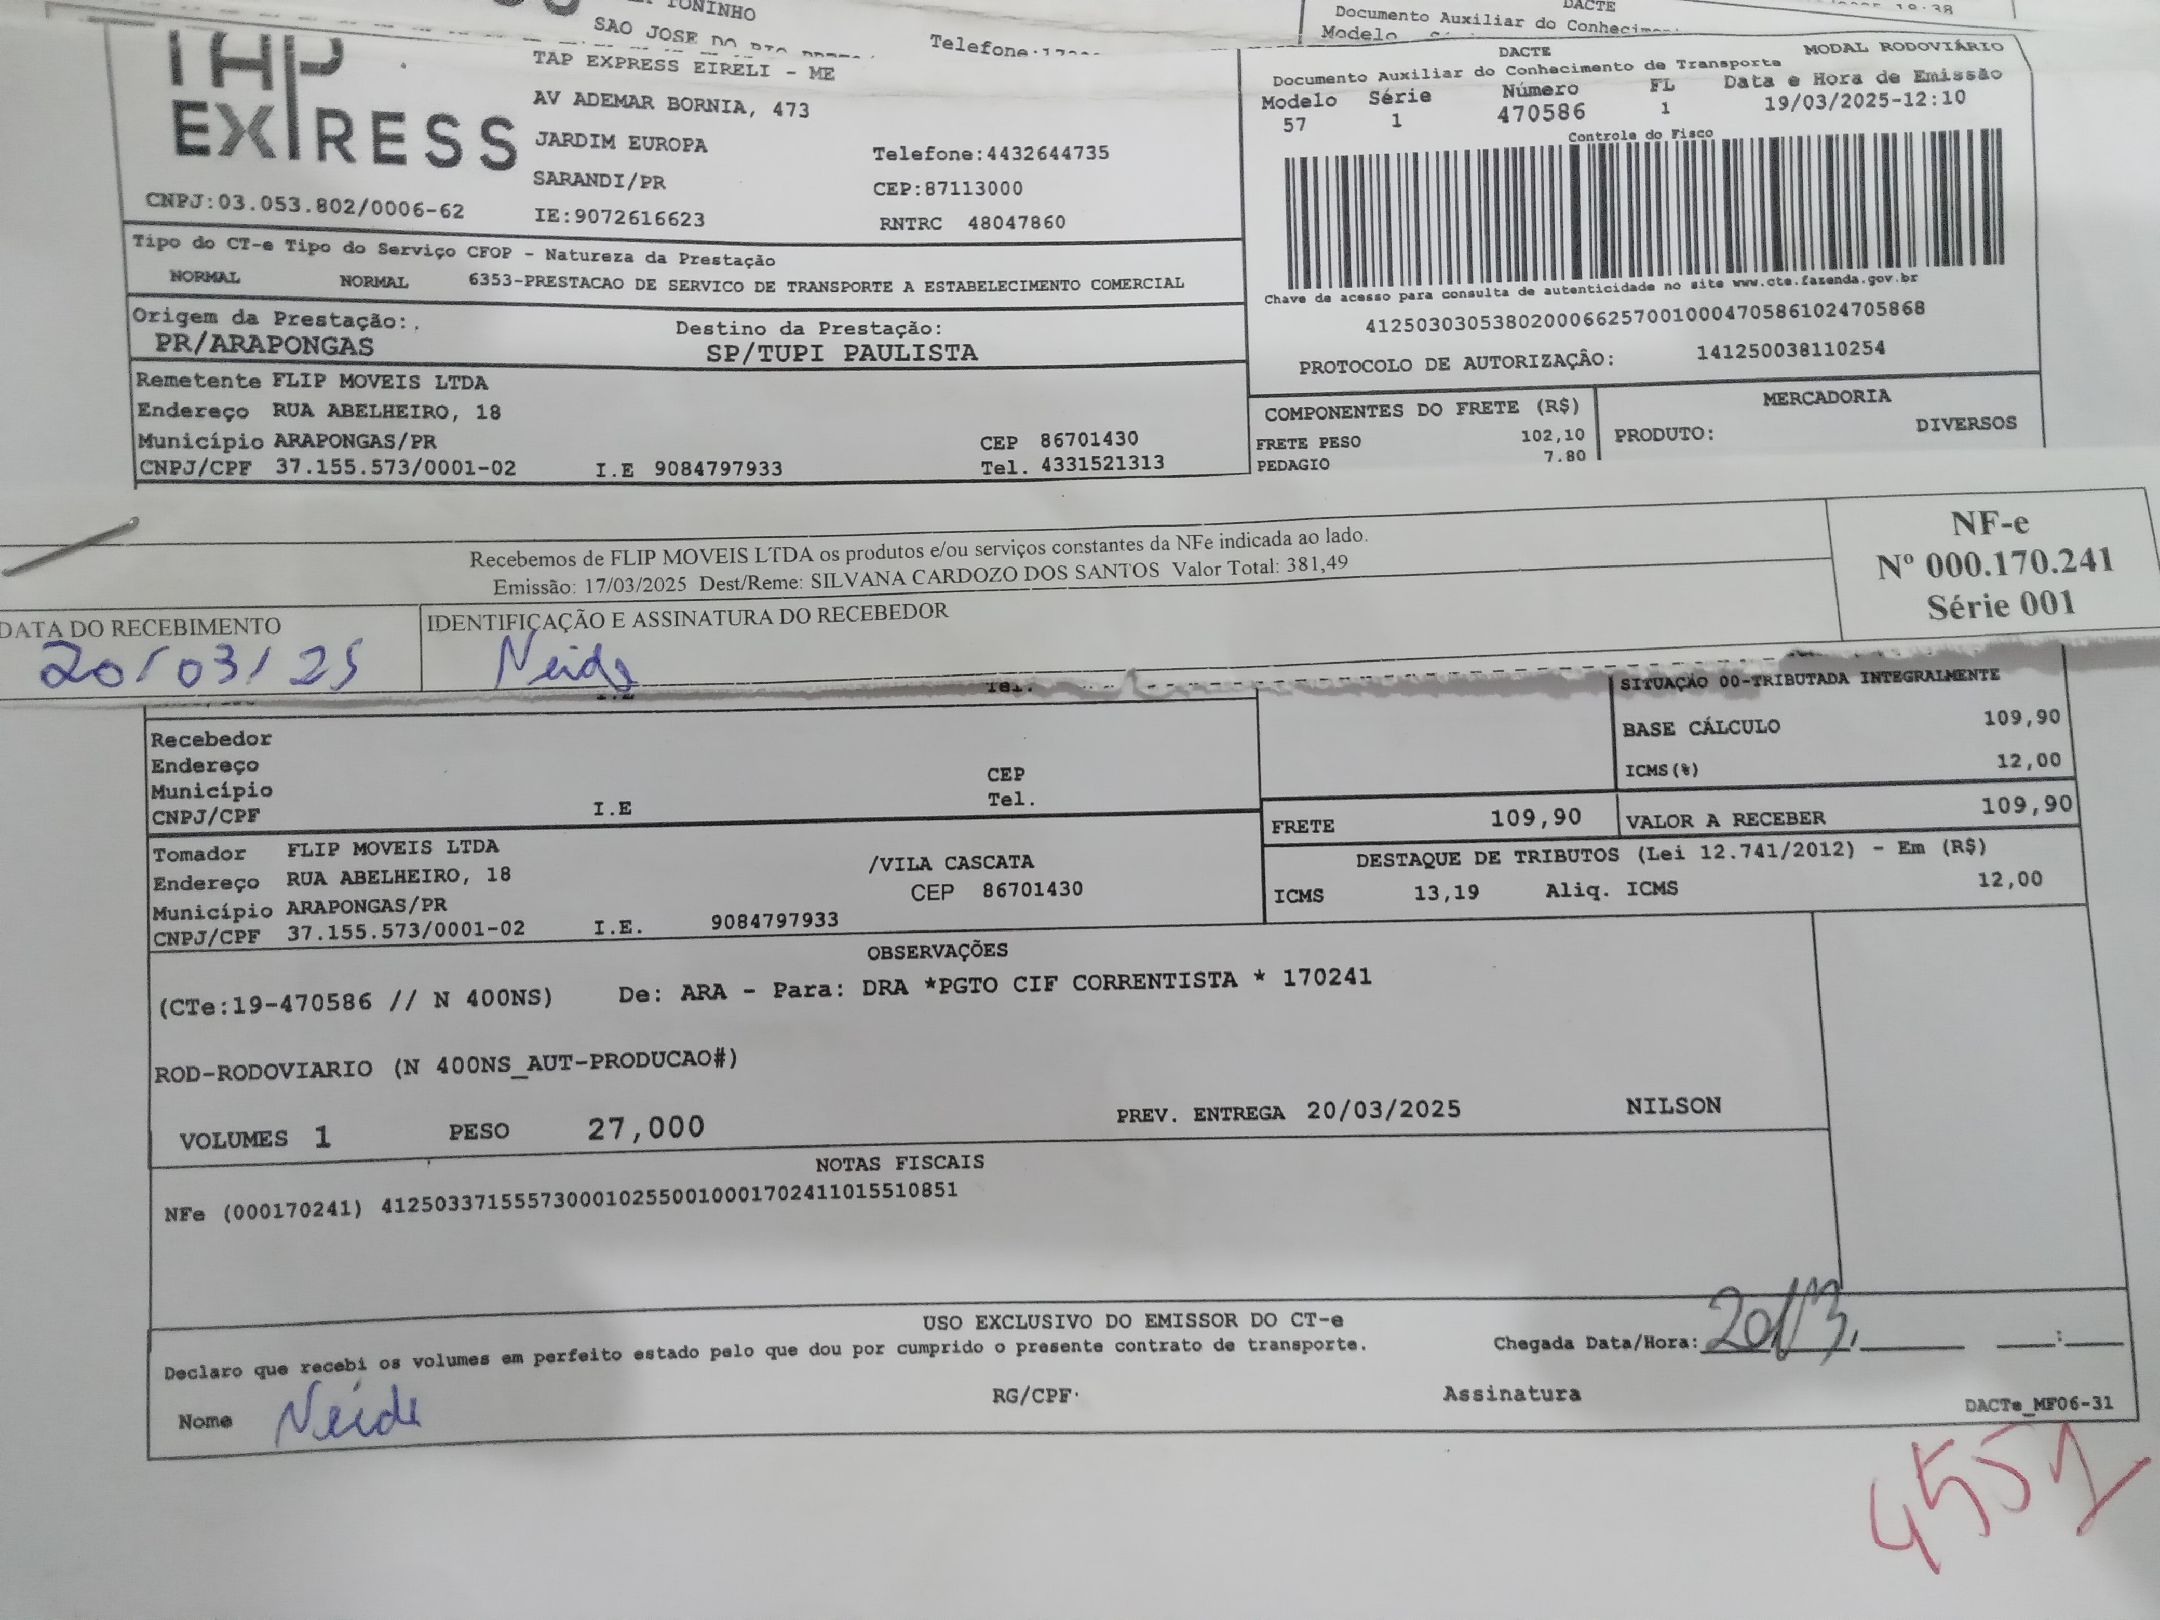 TONINHO
SAO JOSE DO
Telefone:
DACTE
Documento Auxiliar do Conhecim
Modelo
TAP
EXPRESS
CNPJ:03.053.802/0006-62
TAP EXPRESS EIRELI - ME
AV ADEMAR BORNIA, 473
JARDIM EUROPA
SARANDI/PR
IE:9072616623
Telefone:4432644735
CEP:87113000
RNTRC 48047860
DACTE MODAL RODOVIÁRIO
Documento Auxiliar do Conhecimento de Transporte
Modelo Série Número FL Data e Hora de Emissão
57 1 470586 1 19/03/2025-12:10
Controle do Fisco
Chave de acesso para consulta de autenticidade no site www.cte.fazenda.gov.br
41250303053802000662570010004705861024705868
PROTOCOLO DE AUTORIZAÇÃO: 141250038110254
Tipo do CT-e Tipo do Serviço CFOP - Natureza da Prestação
NORMAL NORMAL 6353-PRESTACAO DE SERVICO DE TRANSPORTE A ESTABELECIMENTO COMERCIAL
Origem da Prestação: Destino da Prestação:
PR/ARAPONGAS SP/TUPI PAULISTA
Remetente FLIP MOVEIS LTDA
Endereço RUA ABELHEIRO, 18
Município ARAPONGAS/PR CEP 86701430
CNPJ/CPF 37.155.573/0001-02 I.E 9084797933 Tel. 4331521313
COMPONENTES DO FRETE (R$)
FRETE PESO 102,10
PEDAGIO 7.80
MERCADORIA
PRODUTO: DIVERSOS
Recebemos de FLIP MOVEIS LTDA os produtos e/ou serviços constantes da NFe indicada ao lado.
Emissão: 17/03/2025 Dest/Reme: SILVANA CARDOZO DOS SANTOS Valor Total: 381,49
NF-e
Nº 000.170.241
Série 001
DATA DO RECEBIMENTO IDENTIFICAÇÃO E ASSINATURA DO RECEBEDOR
20/03/25 Neide
SITUAÇÃO 00-TRIBUTADA INTEGRALMENTE
BASE CÁLCULO 109,90
ICMS(%) 12,00
Recebedor
Endereço
Município CEP
CNPJ/CPF I.E Tel.
FRETE 109,90 VALOR A RECEBER 109,90
DESTAQUE DE TRIBUTOS (Lei 12.741/2012) - Em (R$)
ICMS 13,19 Aliq. ICMS 12,00
Tomador FLIP MOVEIS LTDA
Endereço RUA ABELHEIRO, 18 /VILA CASCATA
Município ARAPONGAS/PR CEP 86701430
CNPJ/CPF 37.155.573/0001-02 I.E. 9084797933
OBSERVAÇÕES
(CTe:19-470586 // N 400NS) De: ARA - Para: DRA *PGTO CIF CORRENTISTA * 170241
ROD-RODOVIARIO (N 400NS_AUT-PRODUCAO#)
VOLUMES 1 PESO 27,000 PREV. ENTREGA 20/03/2025 NILSON
NOTAS FISCAIS
NFe (000170241) 41250337155573000102550010001702411015510851
USO EXCLUSIVO DO EMISSOR DO CT-e
Declaro que recebi os volumes em perfeito estado pelo que dou por cumprido o presente contrato de transporte.
Chegada Data/Hora: 20/3
Nome Neide RG/CPF Assinatura
DACTe_MF06-31
4551